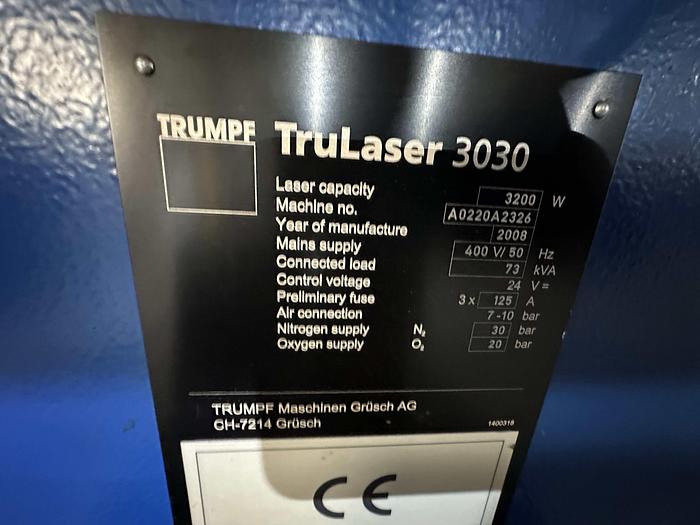 TRUMPF
TruLaser 3030
Laser capacity 3200 W
Machine no. A0220A2326
Year of manufacture 2008
Mains supply 400 V/ 50 Hz
Connected load 73 kVA
Control voltage 24 V=
Preliminary fuse 3 x 125 A
Air connection 7-10 bar
Nitrogen supply N₂ 30 bar
Oxygen supply O₂ 20 bar
TRUMPF Maschinen Grüsch AG
CH-7214 Grüsch
1400318
CE